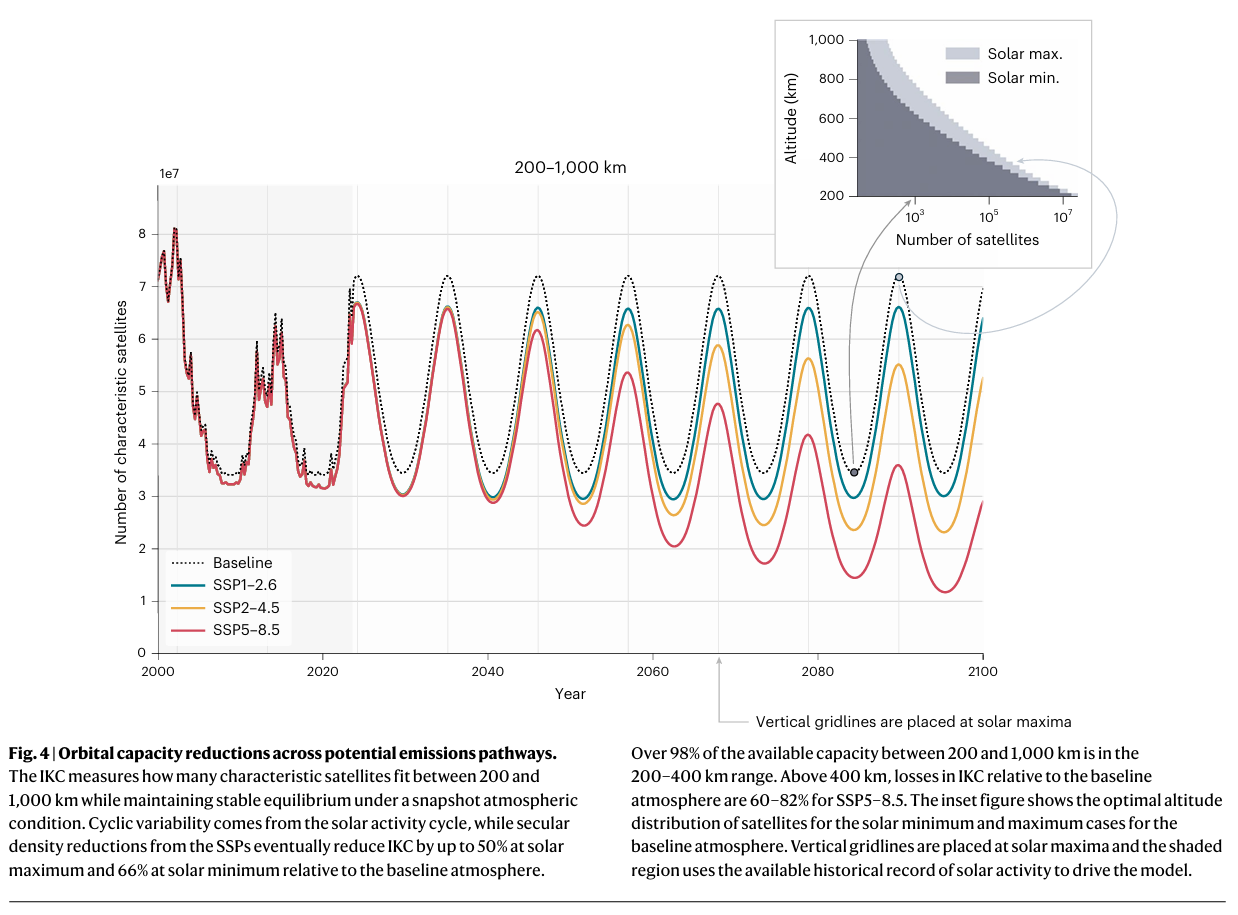 1,000
800
600
400
200
Altitude (km)
Solar max.
Solar min.
10³
10⁵
10⁷
Number of satellites
200–1,000 km
1e7
8
7
6
5
4
3
2
1
0
Number of characteristic satellites
Baseline
SSP1–2.6
SSP2–4.5
SSP5–8.5
2000
2020
2040
2060
2080
2100
Year
Vertical gridlines are placed at solar maxima
Fig. 4 | Orbital capacity reductions across potential emissions pathways.
The IKC measures how many characteristic satellites fit between 200 and
1,000 km while maintaining stable equilibrium under a snapshot atmospheric
condition. Cyclic variability comes from the solar activity cycle, while secular
density reductions from the SSPs eventually reduce IKC by up to 50% at solar
maximum and 66% at solar minimum relative to the baseline atmosphere.
Over 98% of the available capacity between 200 and 1,000 km is in the
200–400 km range. Above 400 km, losses in IKC relative to the baseline
atmosphere are 60–82% for SSP5–8.5. The inset figure shows the optimal altitude
distribution of satellites for the solar minimum and maximum cases for the
baseline atmosphere. Vertical gridlines are placed at solar maxima and the shaded
region uses the available historical record of solar activity to drive the model.